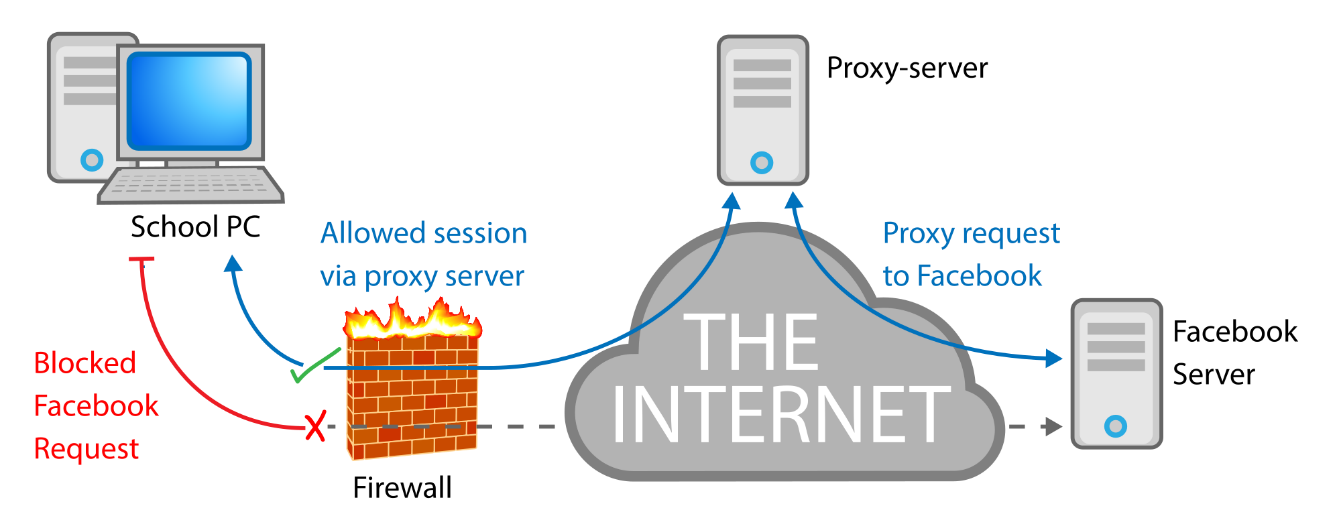 Proxy-server
School PC
Allowed session
via proxy server
Proxy request
to Facebook
THE
INTERNET
Facebook
Server
Blocked
Facebook
Request
Firewall